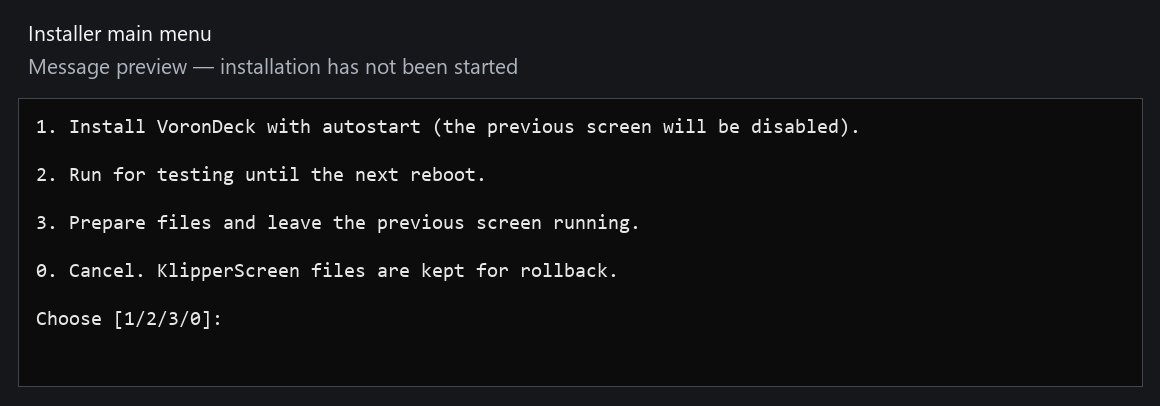 Installer main menu
Message preview — installation has not been started
1. Install VoronDeck with autostart (the previous screen will be disabled).
2. Run for testing until the next reboot.
3. Prepare files and leave the previous screen running.
0. Cancel. KlipperScreen files are kept for rollback.
Choose [1/2/3/0]: